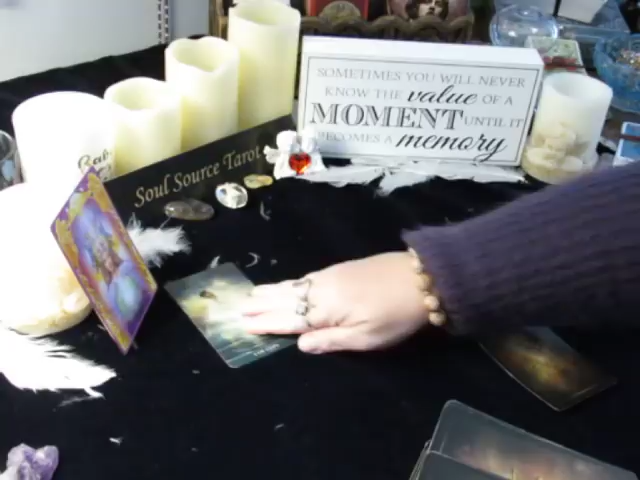 SOMETIMES YOU WILL NEVER
KNOW THE value OF A
MOMENT UNTIL IT
BECOMES A memory
Soul Source Tarot